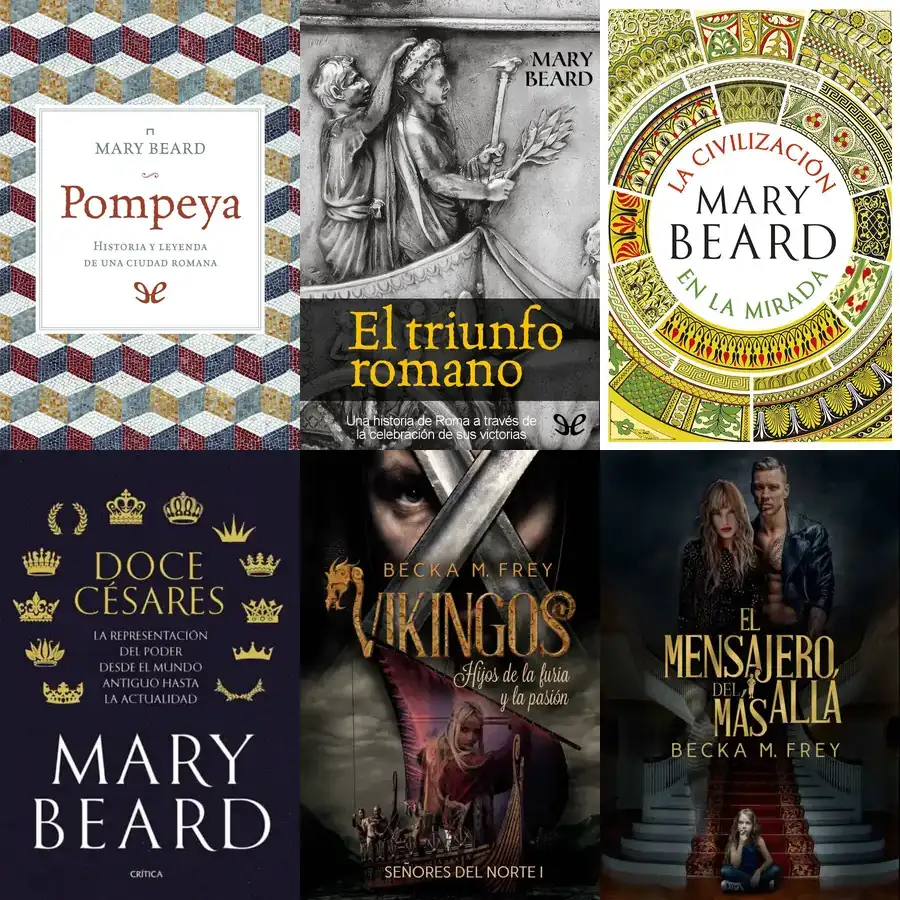 MARY BEARD
Pompeya
HISTORIA Y LEYENDA
DE UNA CIUDAD ROMANA
MARY
BEARD
El triunfo
romano
Una historia de Roma a través de
la celebración de sus victorias
LA CIVILIZACIÓN
MARY
BEARD
EN LA MIRADA
DOCE
CÉSARES
LA REPRESENTACIÓN
DEL PODER
DESDE EL MUNDO
ANTIGUO HASTA
LA ACTUALIDAD
MARY
BEARD
CRÍTICA
BECKA M. FREY
VIKINGOS
Hijos de la furia
y la pasión
SEÑORES DEL NORTE I
EL
MENSAJERO
DEL
MÁS ALLÁ
BECKA M. FREY